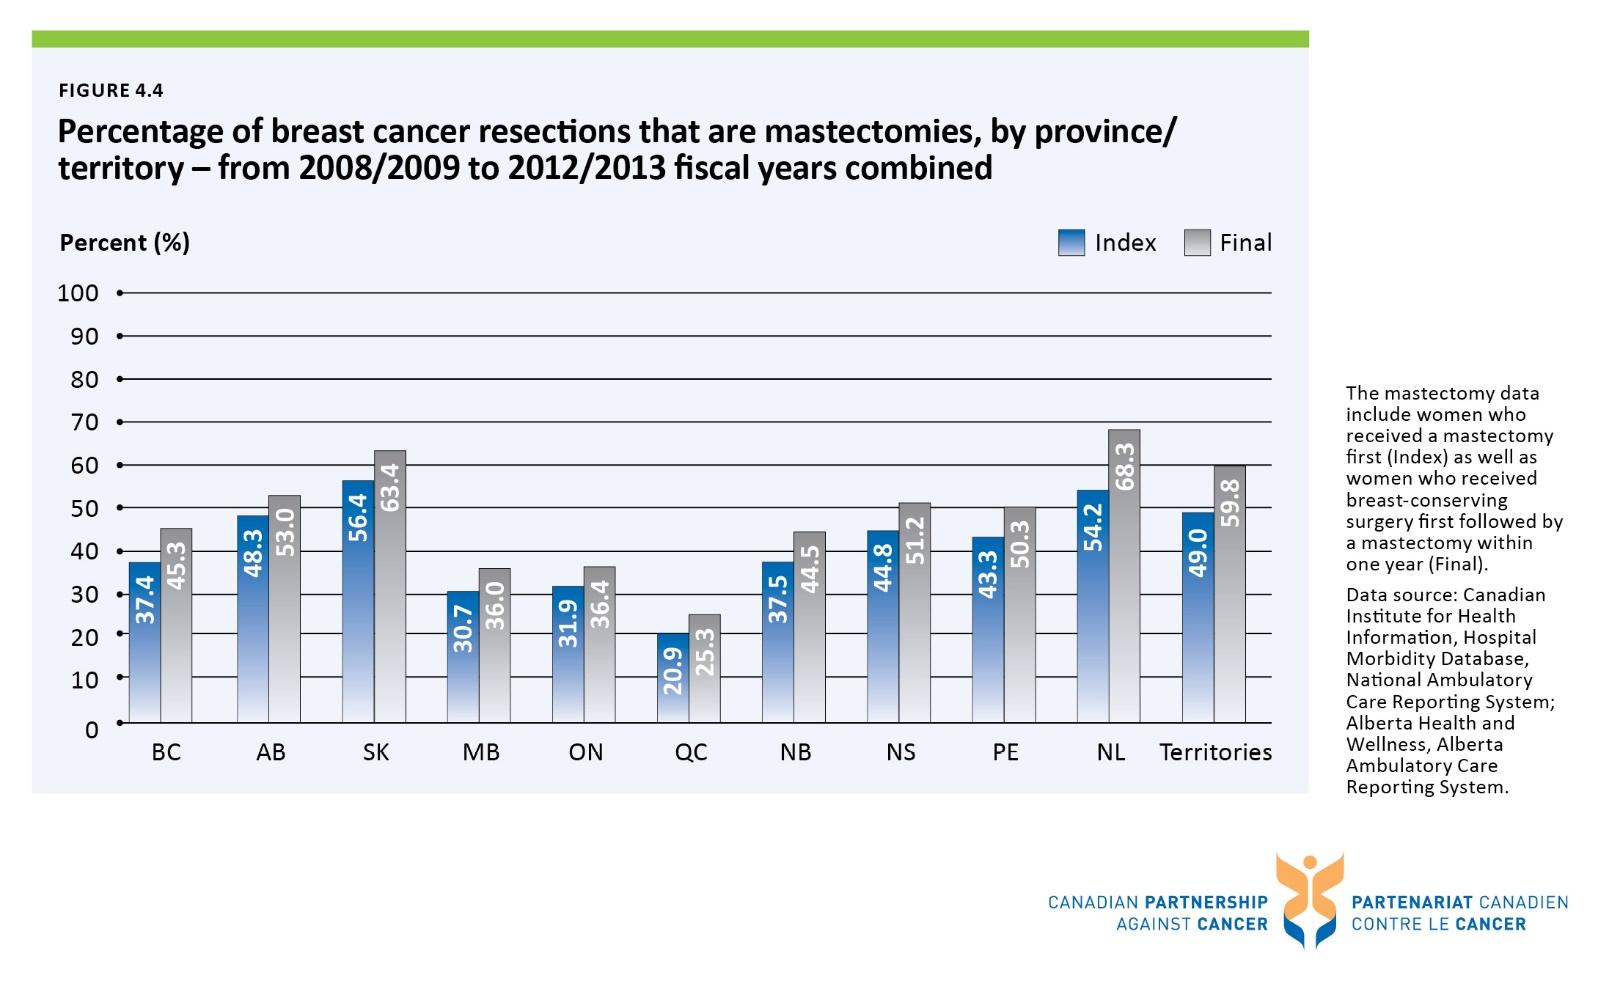 FIGURE 4.4
Percentage of breast cancer resections that are mastectomies, by province/
territory – from 2008/2009 to 2012/2013 fiscal years combined
Percent (%)
Index
Final
100
90
80
70
60
50
40
30
20
10
0
37.4
45.3
48.3
53.0
56.4
63.4
30.7
36.0
31.9
36.4
20.9
25.3
37.5
44.5
44.8
51.2
43.3
50.3
54.2
68.3
49.0
59.8
BC
AB
SK
MB
ON
QC
NB
NS
PE
NL
Territories
The mastectomy data
include women who
received a mastectomy
first (Index) as well as
women who received
breast-conserving
surgery first followed by
a mastectomy within
one year (Final).
Data source: Canadian
Institute for Health
Information, Hospital
Morbidity Database,
National Ambulatory
Care Reporting System;
Alberta Health and
Wellness, Alberta
Ambulatory Care
Reporting System.
CANADIAN PARTNERSHIP
AGAINST CANCER
PARTENARIAT CANADIEN
CONTRE LE CANCER